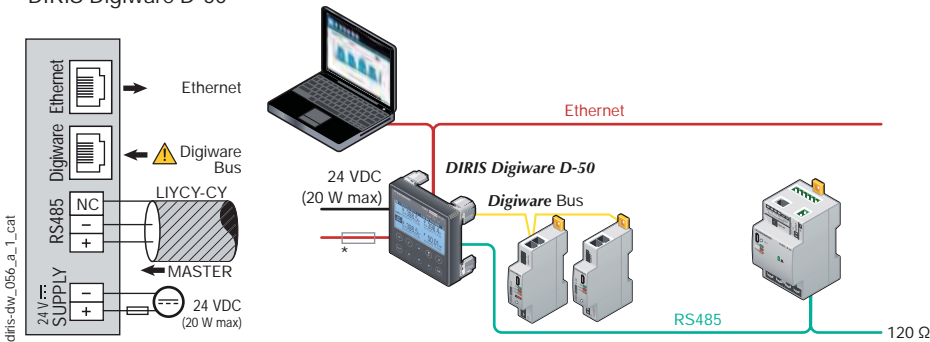 DIRIS Digiware D-50
Ethernet
Ethernet
Digiware
Digiware
Bus
RS485
NC
–
+
LIYCY-CY
MASTER
24 V
SUPPLY
–
+
24 VDC
(20 W max)
diris-dw_056_a_1_cat
Ethernet
24 VDC
(20 W max)
*
DIRIS Digiware D-50
Digiware Bus
RS485
120 Ω